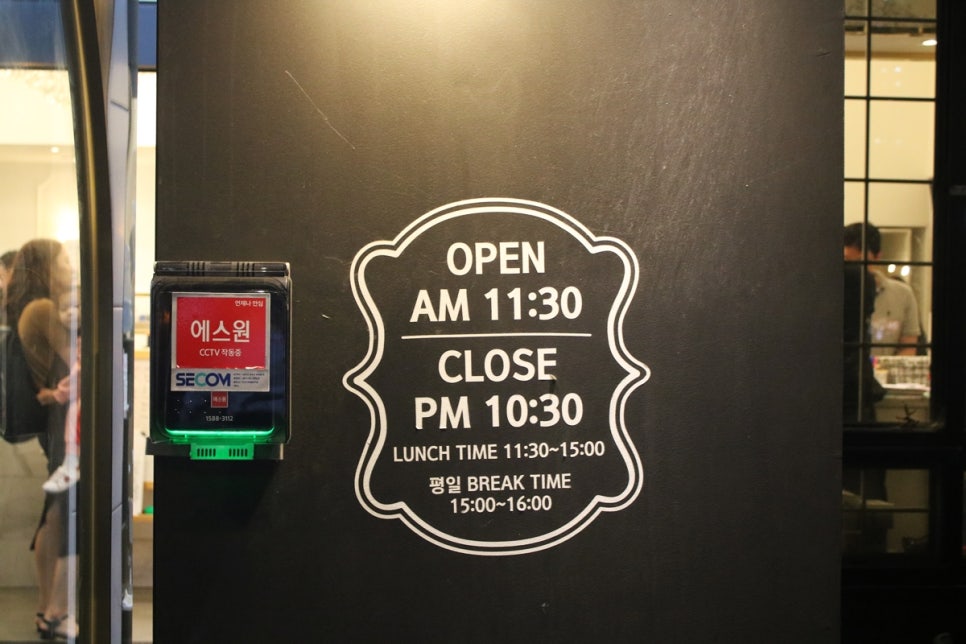 언제나 안심
에스원
CCTV 작동중
SECOM
에스원
1588-3112
OPEN
AM 11:30
CLOSE
PM 10:30
LUNCH TIME 11:30~15:00
평일 BREAK TIME
15:00~16:00